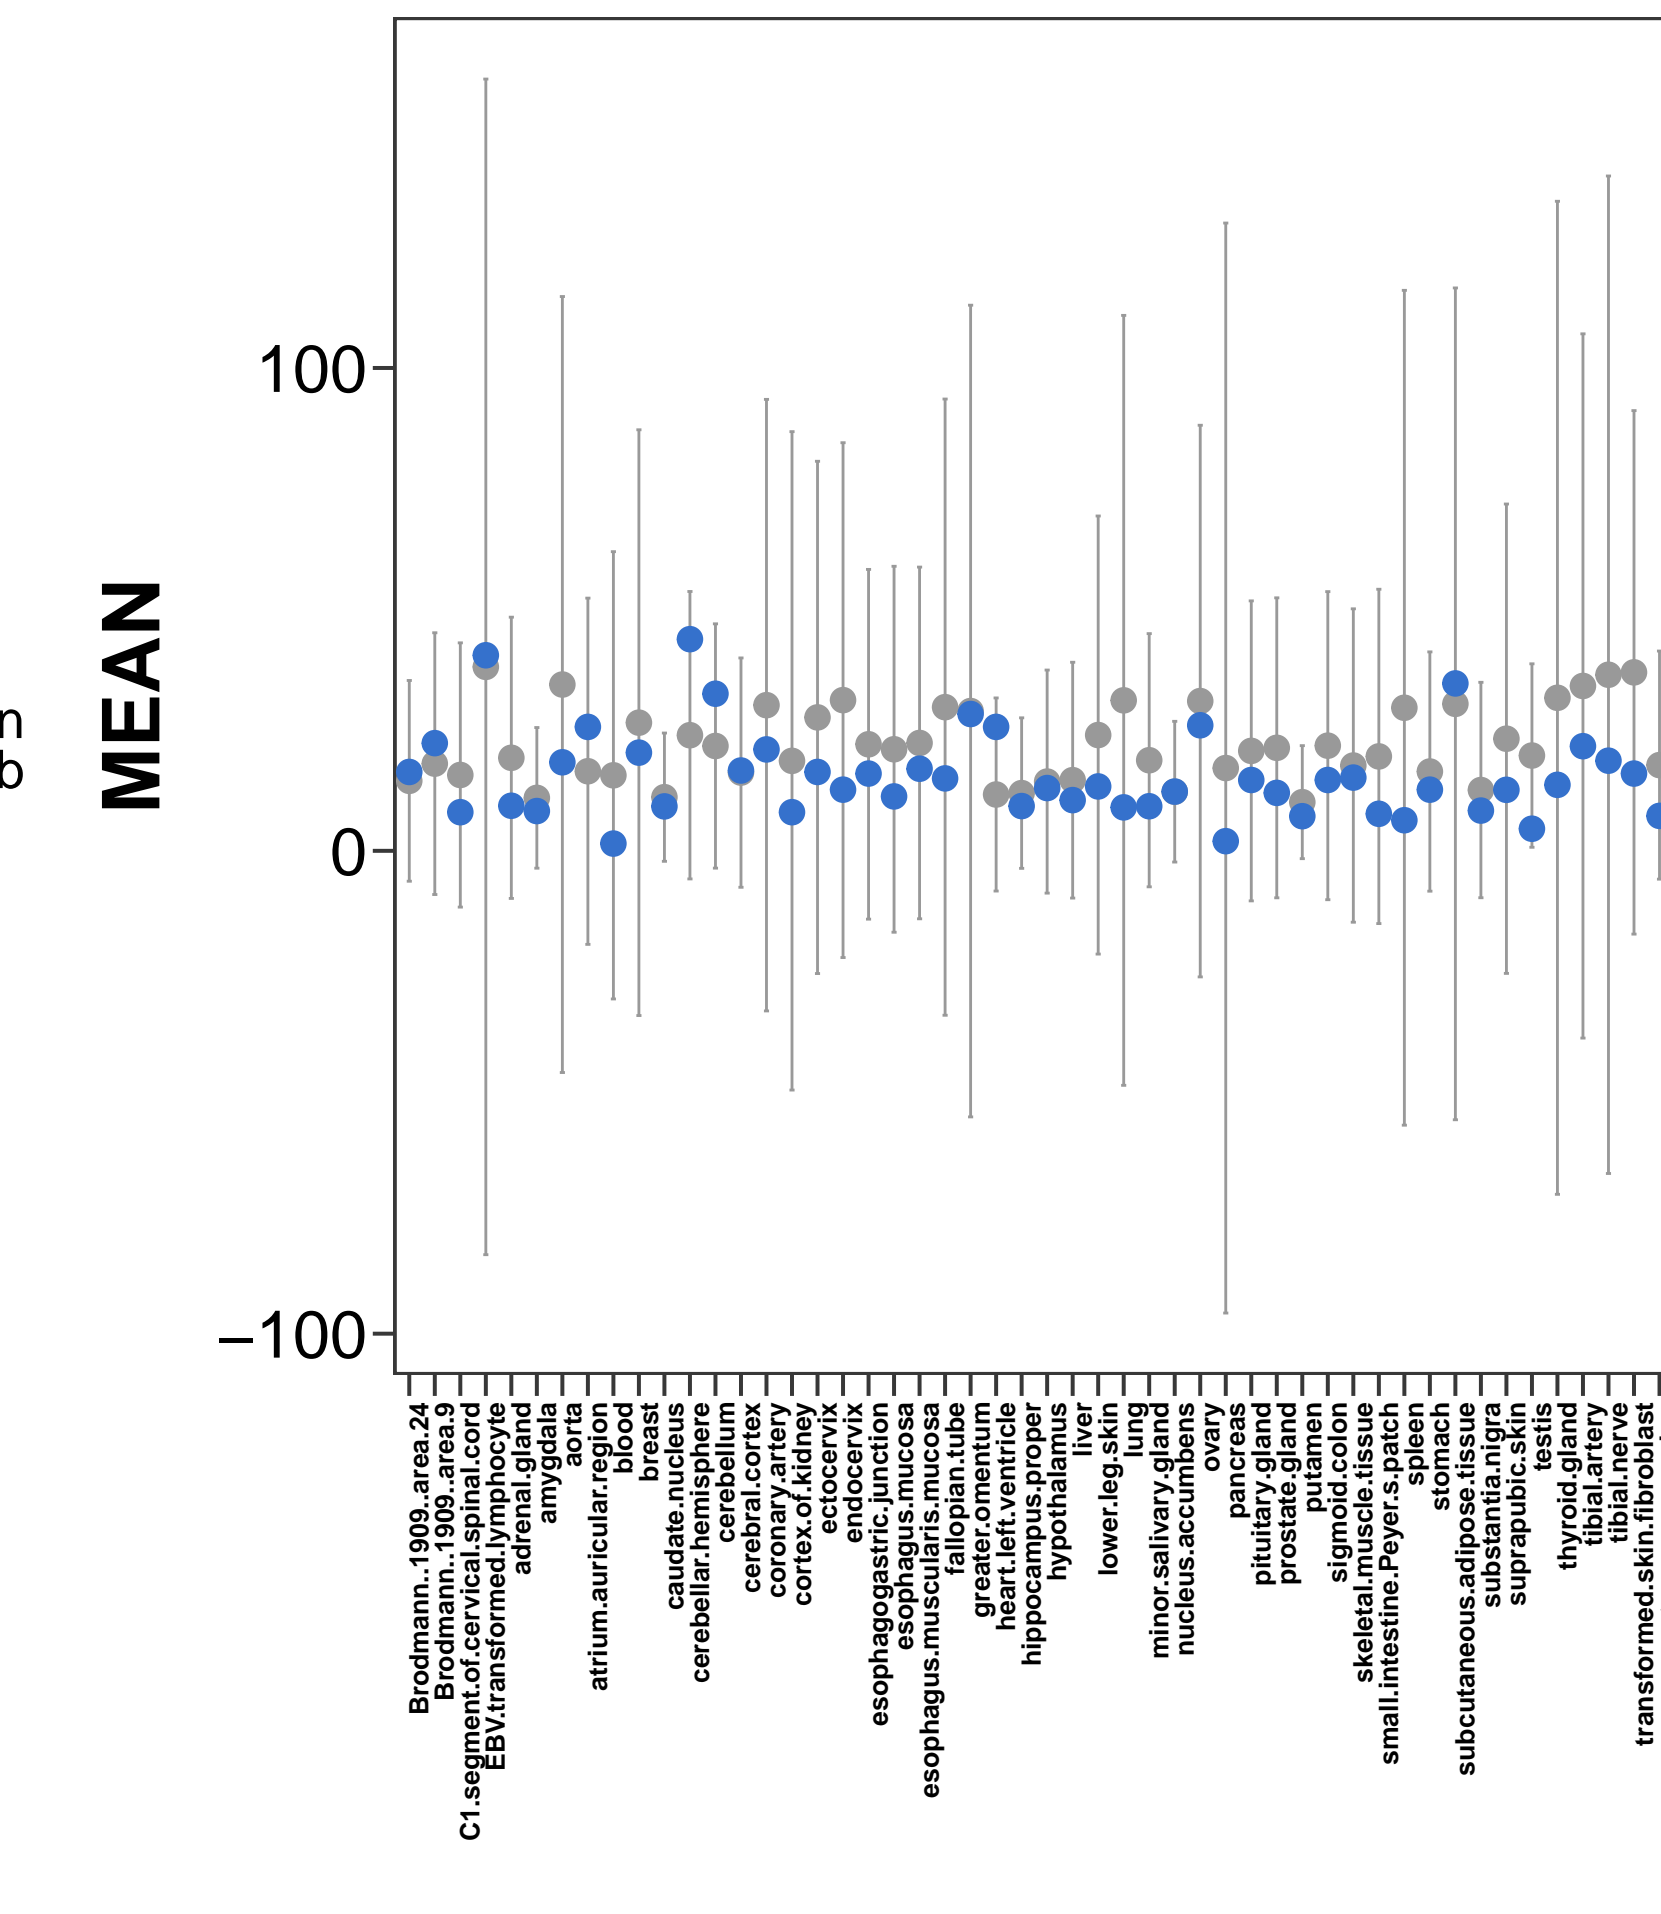 n
b
MEAN
100
0
−100
Brodmann..1909..area.24
Brodmann..1909..area.9
C1.segment.of.cervical.spinal.cord
EBV.transformed.lymphocyte
adrenal.gland
amygdala
aorta
atrium.auricular.region
blood
breast
caudate.nucleus
cerebellar.hemisphere
cerebellum
cerebral.cortex
coronary.artery
cortex.of.kidney
ectocervix
endocervix
esophagogastric.junction
esophagus.mucosa
esophagus.muscularis.mucosa
fallopian.tube
greater.omentum
heart.left.ventricle
hippocampus.proper
hypothalamus
liver
lower.leg.skin
lung
minor.salivary.gland
nucleus.accumbens
ovary
pancreas
pituitary.gland
prostate.gland
putamen
sigmoid.colon
skeletal.muscle.tissue
small.intestine.Peyer.s.patch
spleen
stomach
subcutaneous.adipose.tissue
substantia.nigra
suprapubic.skin
testis
thyroid.gland
tibial.artery
tibial.nerve
transformed.skin.fibroblast